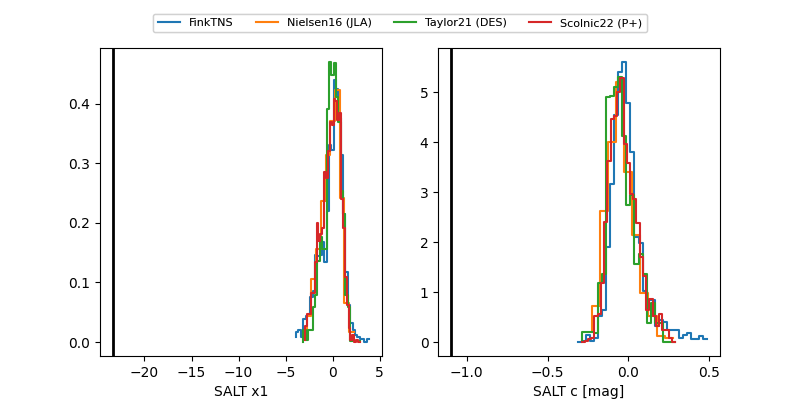 FinkTNS Nielsen16 (JLA) Taylor21 (DES) Scolnic22 (P+)
0.4
0.3
0.2
0.1
0.0
−20 −15 −10 −5 0 5
SALT x1
5
4
3
2
1
0
−1.0 −0.5 0.0 0.5
SALT c [mag]